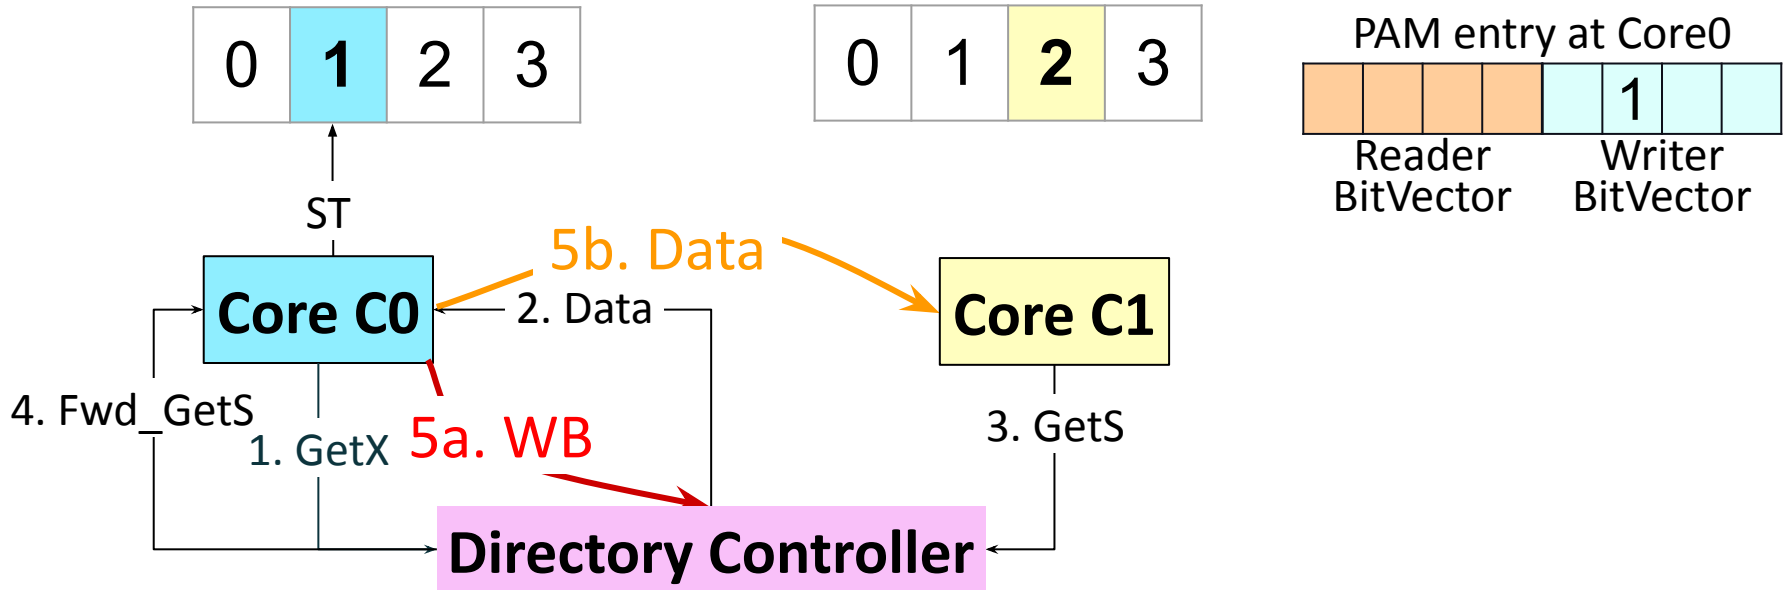 0 1 2 3
0 1 2 3
PAM entry at Core0
1
Reader BitVector
Writer BitVector
ST
5b. Data
2. Data
Core C0
Core C1
4. Fwd_GetS
1. GetX
5a. WB
3. GetS
Directory Controller